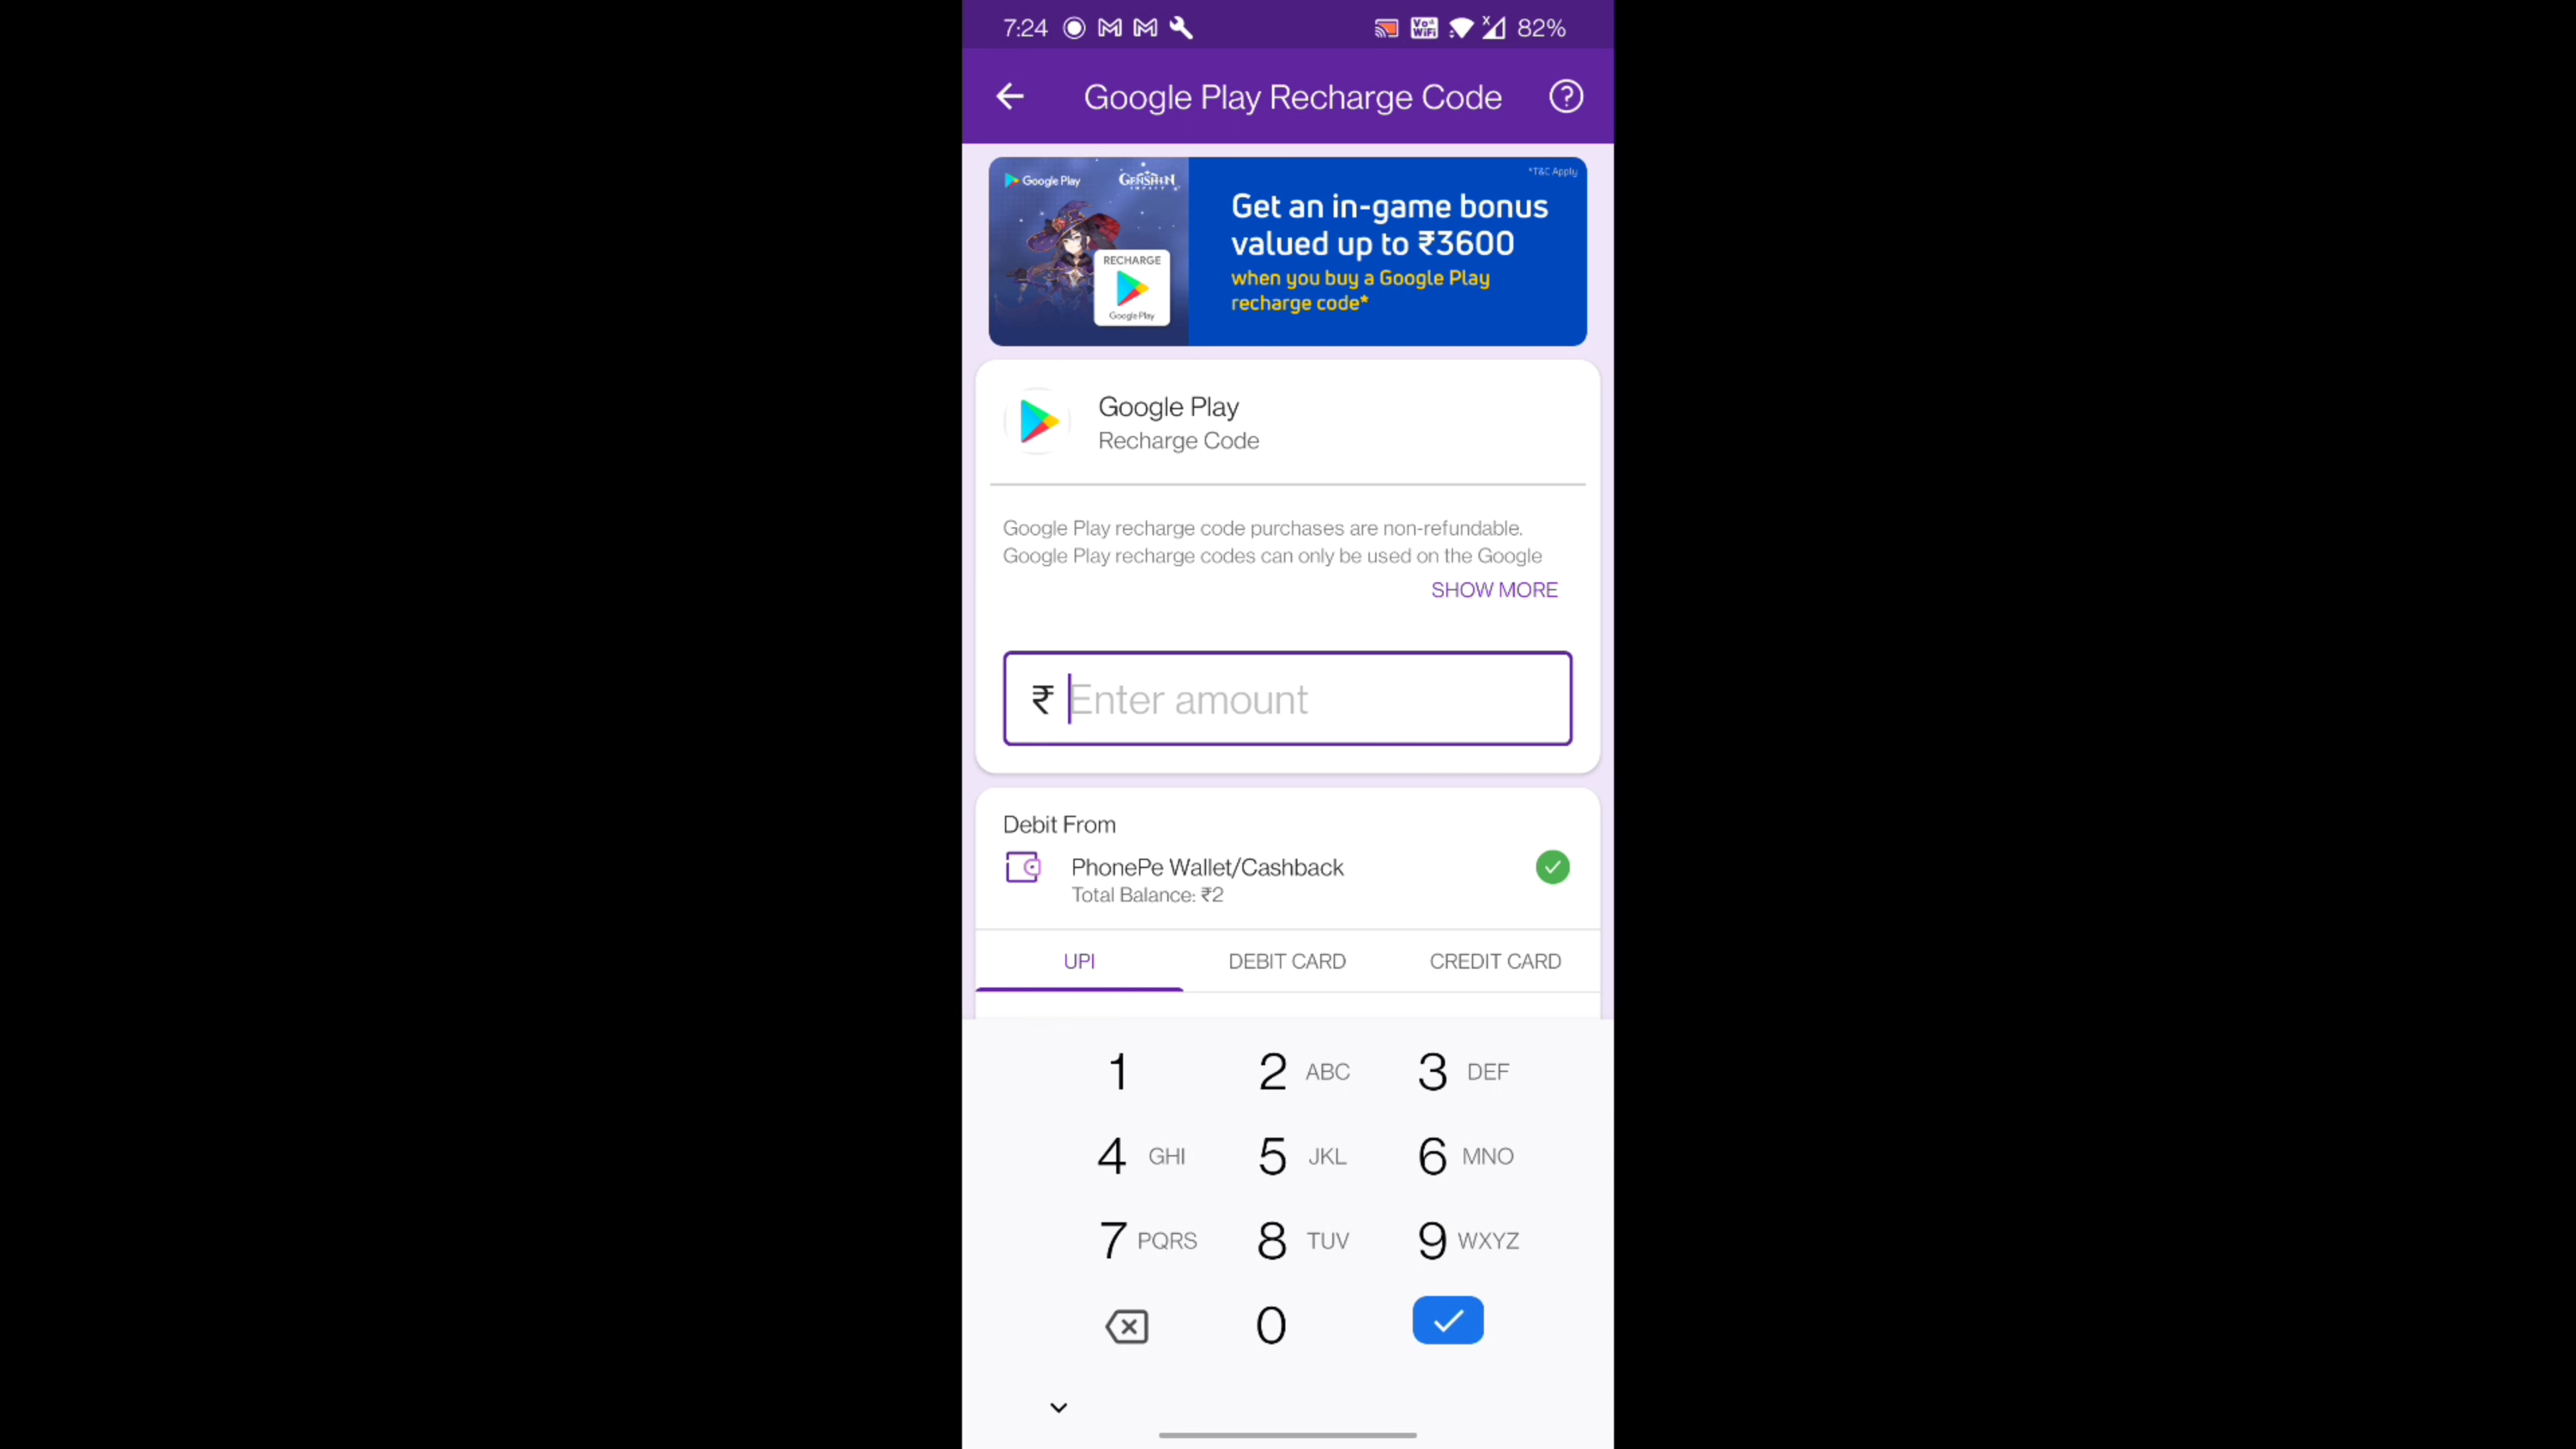 7:24
Vo WiFi
82%
Google Play Recharge Code
Google Play
GENSHIN
IMPACT
RECHARGE
Google Play
*T&C Apply
Get an in-game bonus
valued up to ₹3600
when you buy a Google Play
recharge code*
Google Play
Recharge Code
Google Play recharge code purchases are non-refundable.
Google Play recharge codes can only be used on the Google
SHOW MORE
₹ Enter amount
Debit From
PhonePe Wallet/Cashback
Total Balance: ₹2
UPI DEBIT CARD CREDIT CARD
1 2 ABC 3 DEF
4 GHI 5 JKL 6 MNO
7 PQRS 8 TUV 9 WXYZ
0